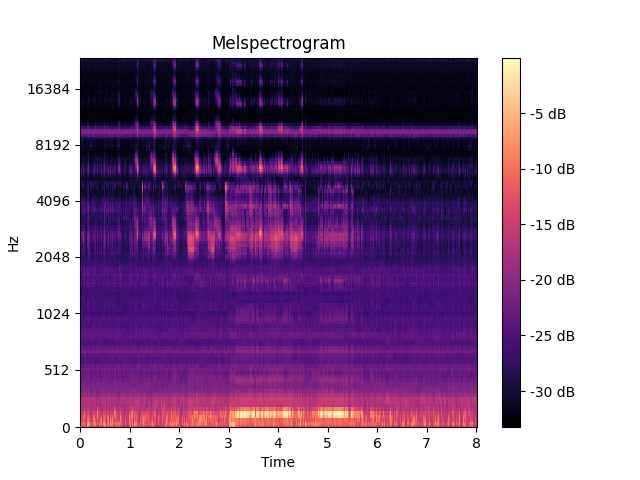 Melspectrogram
Hz
16384
8192
4096
2048
1024
512
0
0 1 2 3 4 5 6 7 8
Time
-5 dB
-10 dB
-15 dB
-20 dB
-25 dB
-30 dB